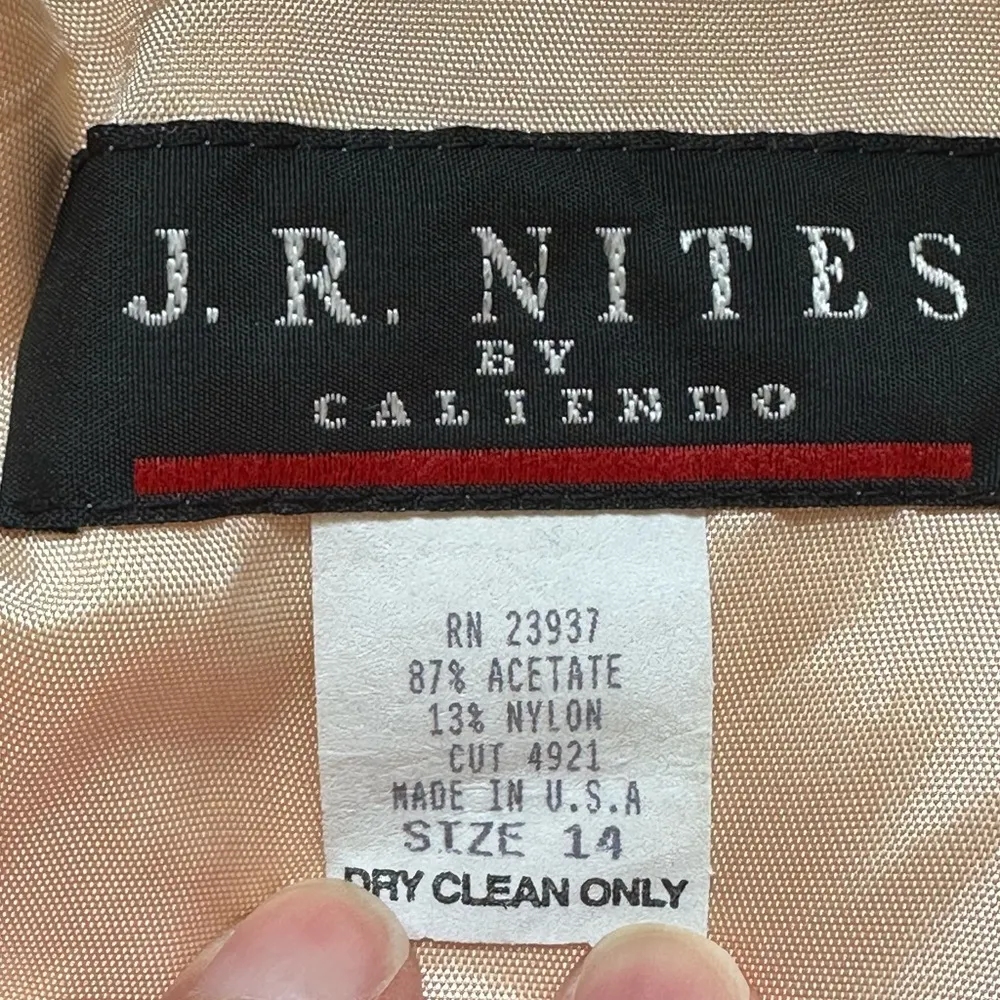 J.R. NITES
BY
CALIENDO
RN 23937
87% ACETATE
13% NYLON
CUT 4921
MADE IN U.S.A
SIZE 14
DRY CLEAN ONLY